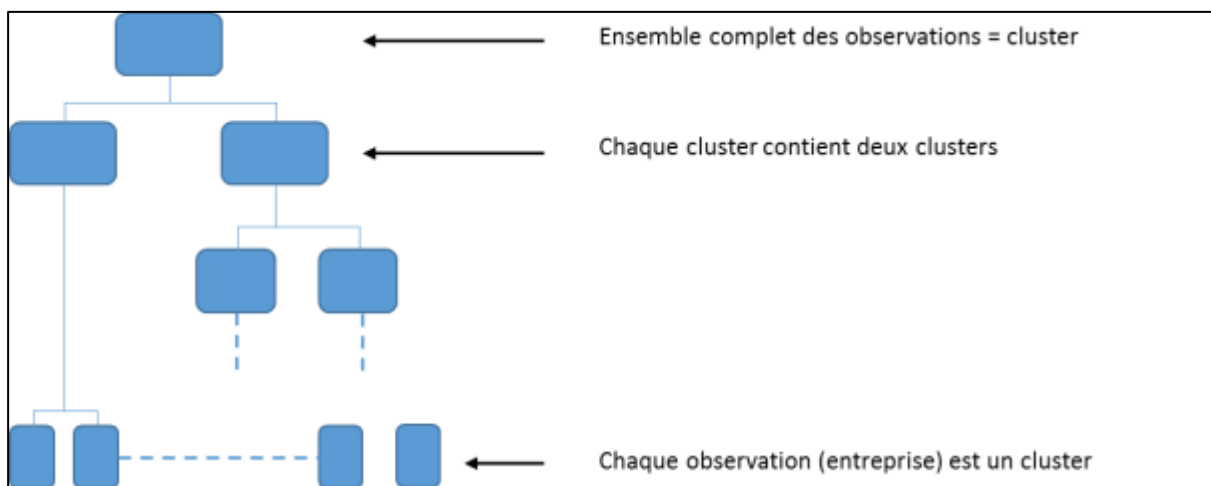 Ensemble complet des observations = cluster
Chaque cluster contient deux clusters
Chaque observation (entreprise) est un cluster